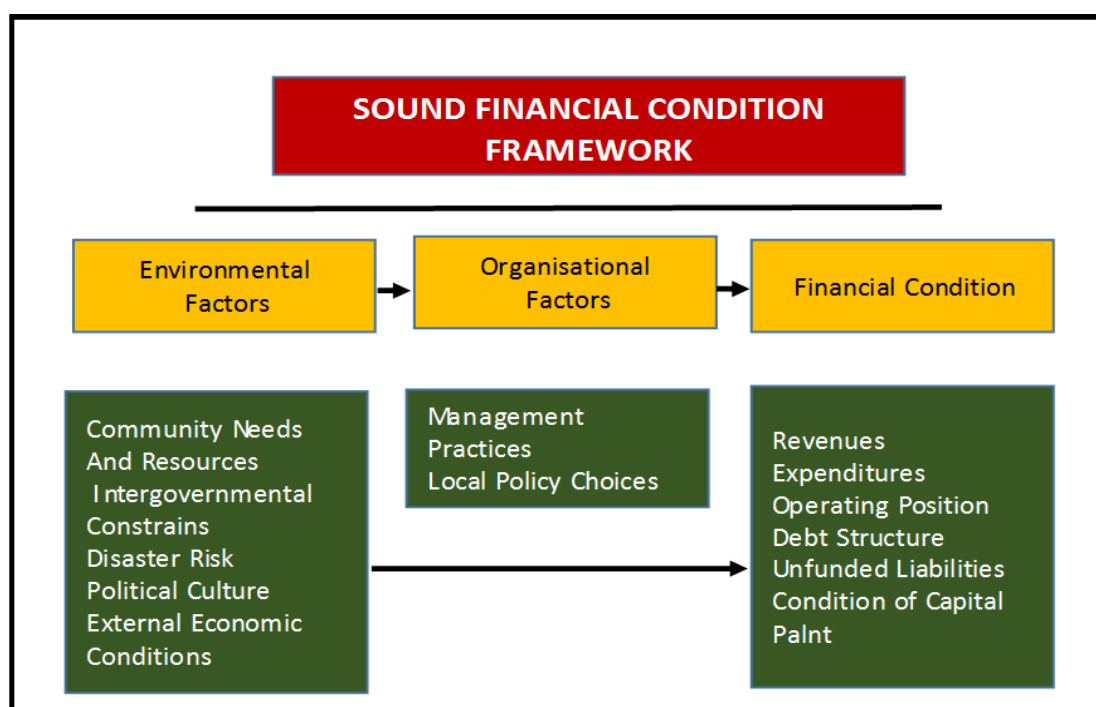 SOUND FINANCIAL CONDITION
FRAMEWORK
Environmental
Factors
Organisational
Factors
Financial Condition
Community Needs
And Resources
Intergovernmental
Constrains
Disaster Risk
Political Culture
External Economic
Conditions
Management
Practices
Local Policy Choices
Revenues
Expenditures
Operating Position
Debt Structure
Unfunded Liabilities
Condition of Capital
Palnt